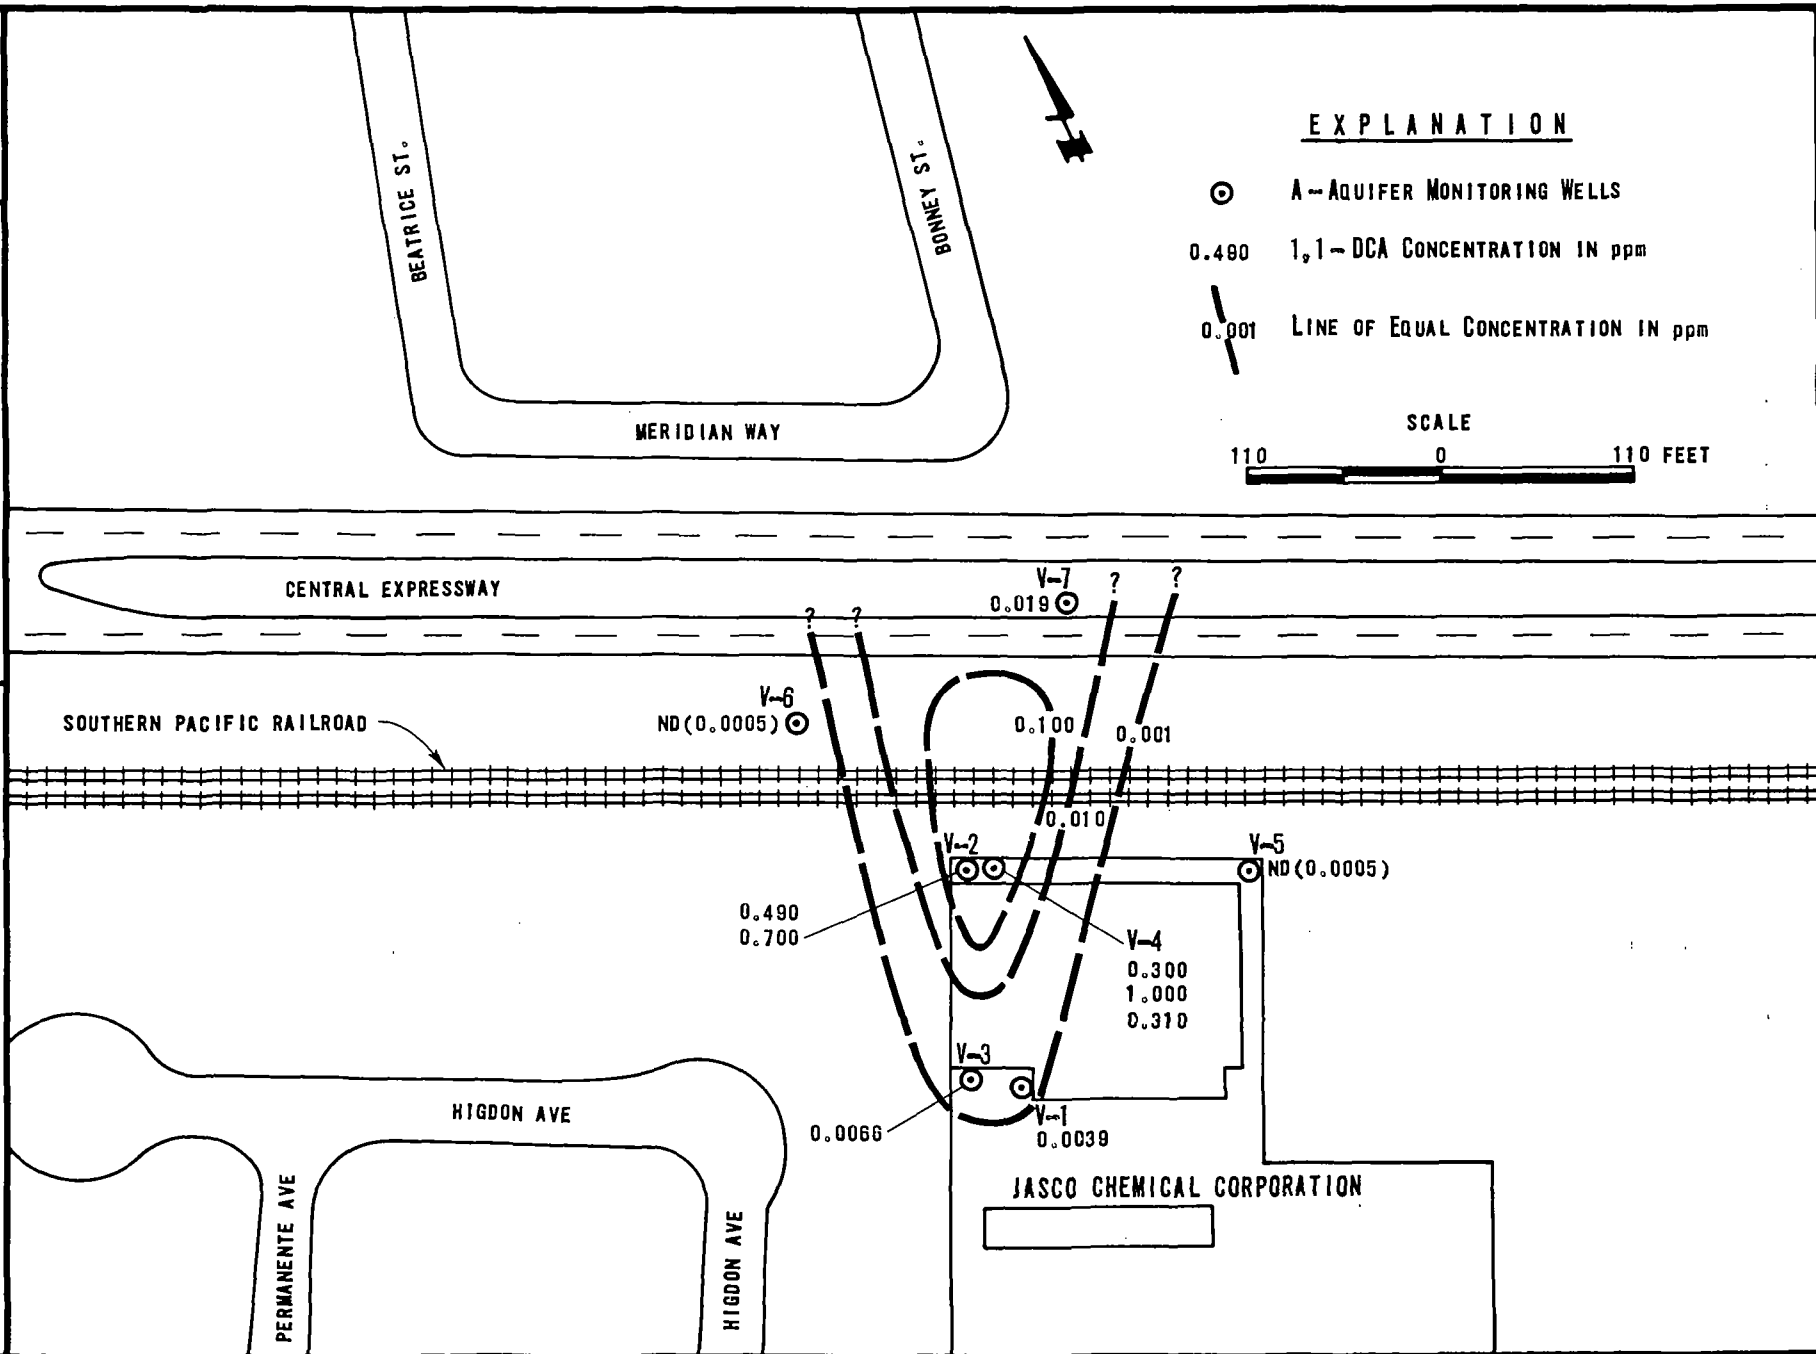 EXPLANATION
A-AQUIFER MONITORING WELLS
0.490 1,1-DCA CONCENTRATION IN ppm
0.001 LINE OF EQUAL CONCENTRATION IN ppm
SCALE
110 0 110 FEET
BEATRICE ST.
BONNEY ST.
MERIDIAN WAY
CENTRAL EXPRESSWAY
V-7
0.019
?
?
?
?
V-6
ND(0.0005)
SOUTHERN PACIFIC RAILROAD
0.100
0.001
0.010
V-2
0.490
0.700
V-5
ND(0.0005)
V-4
0.300
1.000
0.310
V-3
0.0066
V-1
0.0039
HIGDON AVE
PERMANENTE AVE
HIGDON AVE
JASCO CHEMICAL CORPORATION